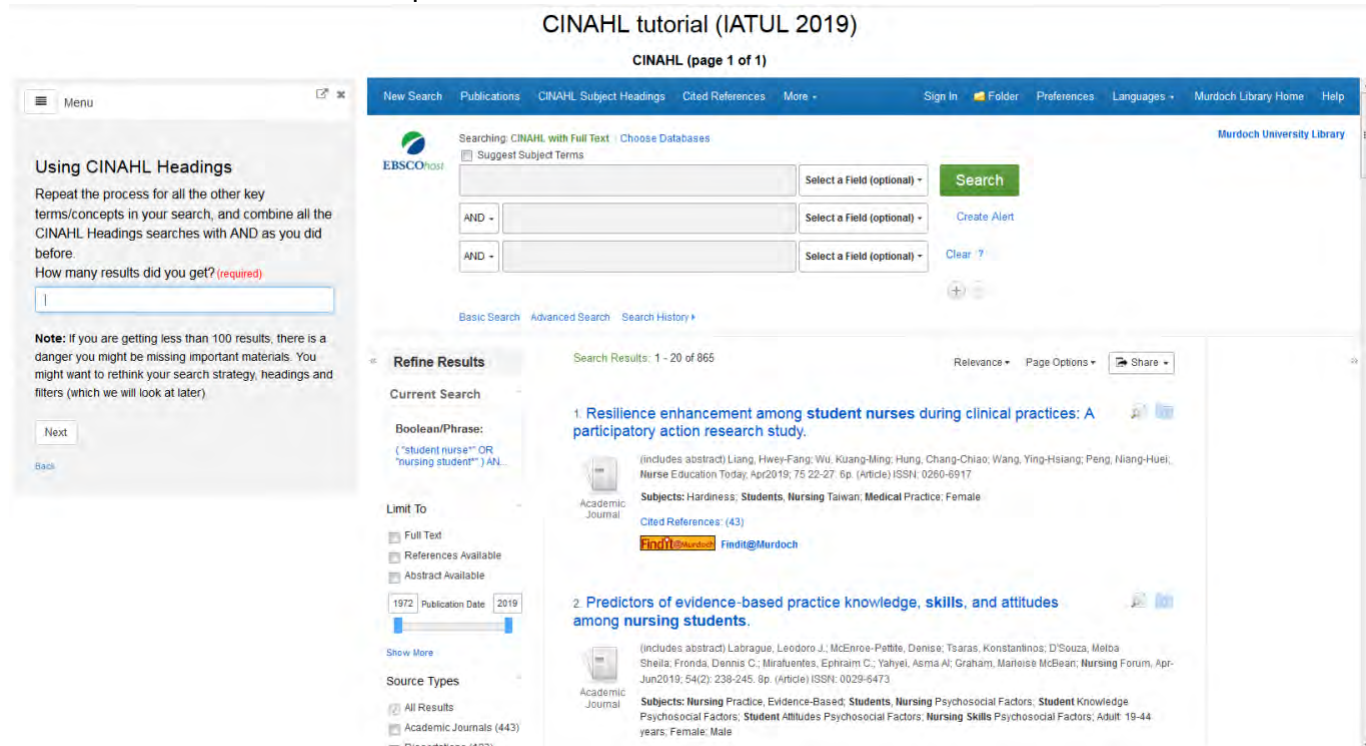 CINAHL tutorial (IATUL 2019)
CINAHL (page 1 of 1)
Menu
Using CINAHL Headings
Repeat the process for all the other key
terms/concepts in your search, and combine all the
CINAHL Headings searches with AND as you did
before.
How many results did you get? (required)
Note: If you are getting less than 100 results, there is a
danger you might be missing important materials. You
might want to rethink your search strategy, headings and
filters (which we will look at later)
Next
Back
New Search Publications CINAHL Subject Headings Cited References More Sign In Folder Preferences Languages Murdoch Library Home Help
Searching: CINAHL with Full Text Choose Databases
Murdoch University Library
Suggest Subject Terms
EBSCOhost
Select a Field (optional) Search
AND Select a Field (optional) Create Alert
AND Select a Field (optional) Clear ?
Basic Search Advanced Search Search History
Refine Results
Current Search
Boolean/Phrase:
( "student nurse*" OR
"nursing student*" ) AN...
Limit To
Full Text
References Available
Abstract Available
1972 Publication Date 2019
Show More
Source Types
All Results
Academic Journals (443)
Search Results: 1 - 20 of 865
Relevance Page Options Share
1. Resilience enhancement among student nurses during clinical practices: A
participatory action research study.
(includes abstract) Liang, Hwey-Fang; Wu, Kuang-Ming; Hung, Chang-Chiao; Wang, Ying-Hsiang; Peng, Niang-Huei;
Nurse Education Today, Apr2019; 75 22-27. 6p. (Article) ISSN: 0260-6917
Academic
Journal
Subjects: Hardiness; Students, Nursing Taiwan; Medical Practice; Female
Cited References: (43)
Findit@Murdoch Findit@Murdoch
2. Predictors of evidence-based practice knowledge, skills, and attitudes
among nursing students.
(includes abstract) Labrague, Leodoro J.; McEnroe-Petitte, Denise; Tsaras, Konstantinos; D'Souza, Melba
Sheila; Fronda, Dennis C.; Mirafuentes, Ephraim C.; Yahyei, Asma Al; Graham, Marieise McBean; Nursing Forum, Apr-
Jun2019; 54(2): 238-245. 8p. (Article) ISSN: 0029-6473
Academic
Journal
Subjects: Nursing Practice, Evidence-Based; Students, Nursing Psychosocial Factors; Student Knowledge
Psychosocial Factors; Student Attitudes Psychosocial Factors; Nursing Skills Psychosocial Factors; Adult: 19-44
years; Female; Male